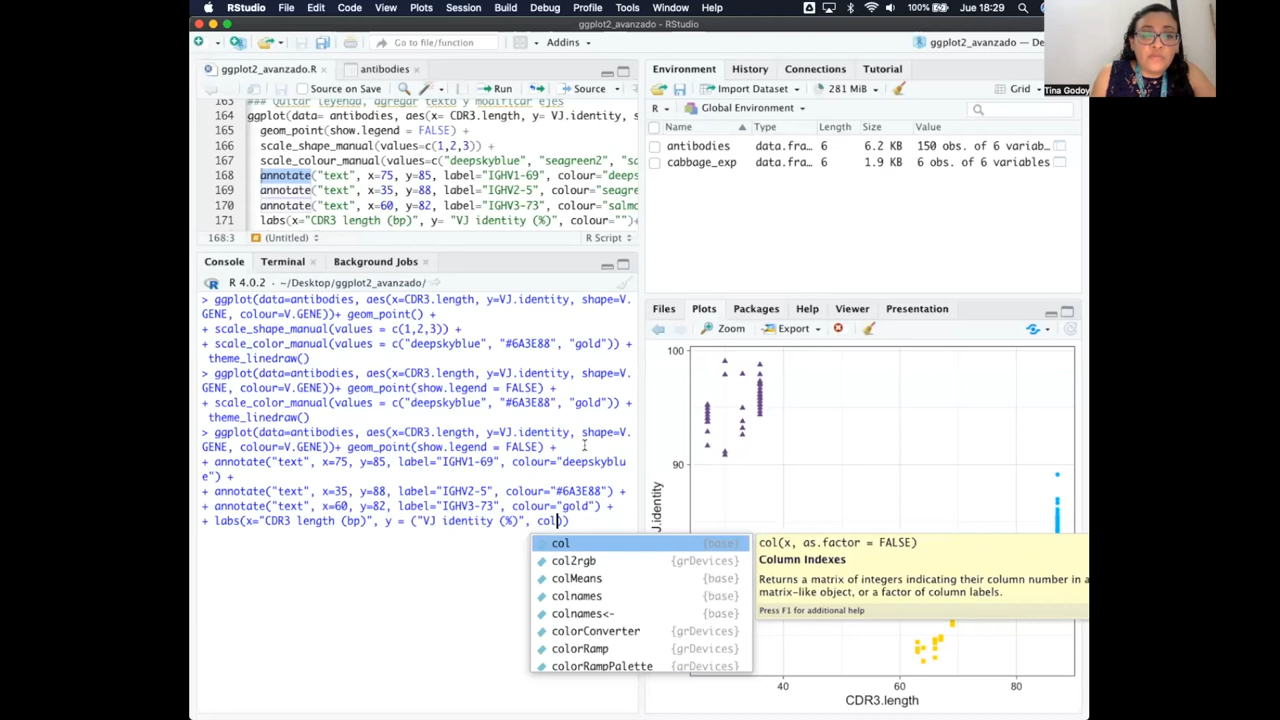 RStudio File Edit Code View Plots Session Build Debug Profile Tools Window Help 100% Jue 18:29
ggplot2_avanzado - RStudio
Go to file/function Addins ggplot2_avanzado
Tina Godoy
ggplot2_avanzado.R antibodies
Source on Save Run Source
163 ### Quitar leyenda, agregar texto y modificar ejes
164 ggplot(data= antibodies, aes(x= CDR3.length, y= VJ.identity, s
165 geom_point(show.legend = FALSE) +
166 scale_shape_manual(values=c(1,2,3)) +
167 scale_colour_manual(values=c("deepskyblue", "seagreen2", "sa
168 annotate("text", x=75, y=85, label="IGHV1-69", colour="deeps
169 annotate("text", x=35, y=88, label="IGHV2-5", colour="seagre
170 annotate("text", x=60, y=82, label="IGHV3-73", colour="salmo
171 labs(x="CDR3 length (bp)", y= "VJ identity (%)", colour="")+
168:3 (Untitled) R Script
Console Terminal Background Jobs
R 4.0.2 · ~/Desktop/ggplot2_avanzado/
> ggplot(data=antibodies, aes(x=CDR3.length, y=VJ.identity, shape=V.
GENE, colour=V.GENE))+ geom_point() +
+ scale_shape_manual(values = c(1,2,3)) +
+ scale_color_manual(values = c("deepskyblue", "#6A3E88", "gold")) +
+ theme_linedraw()
> ggplot(data=antibodies, aes(x=CDR3.length, y=VJ.identity, shape=V.
GENE, colour=V.GENE))+ geom_point(show.legend = FALSE) +
+ scale_color_manual(values = c("deepskyblue", "#6A3E88", "gold")) +
+ theme_linedraw()
> ggplot(data=antibodies, aes(x=CDR3.length, y=VJ.identity, shape=V.
GENE, colour=V.GENE))+ geom_point(show.legend = FALSE) +
+ annotate("text", x=75, y=85, label="IGHV1-69", colour="deepskyblu
e") +
+ annotate("text", x=35, y=88, label="IGHV2-5", colour="#6A3E88") +
+ annotate("text", x=60, y=82, label="IGHV3-73", colour="gold") +
+ labs(x="CDR3 length (bp)", y = ("VJ identity (%)", col))
col {base}
col2rgb {grDevices}
colMeans {base}
colnames {base}
colnames<- {base}
colorConverter {grDevices}
colorRamp {grDevices}
colorRampPalette {grDevices}
col(x, as.factor = FALSE)
Column Indexes
Returns a matrix of integers indicating their column number in a
matrix-like object, or a factor of column labels.
Press F1 for additional help
Environment History Connections Tutorial
Import Dataset 281 MiB Grid
R Global Environment
Name Type Length Size Value
antibodies data.fra… 6 6.2 KB 150 obs. of 6 variables
cabbage_exp data.fra… 6 1.9 KB 6 obs. of 6 variables
Files Plots Packages Help Viewer Presentation
Zoom Export
100
90
J.identity
40 60 80
CDR3.length